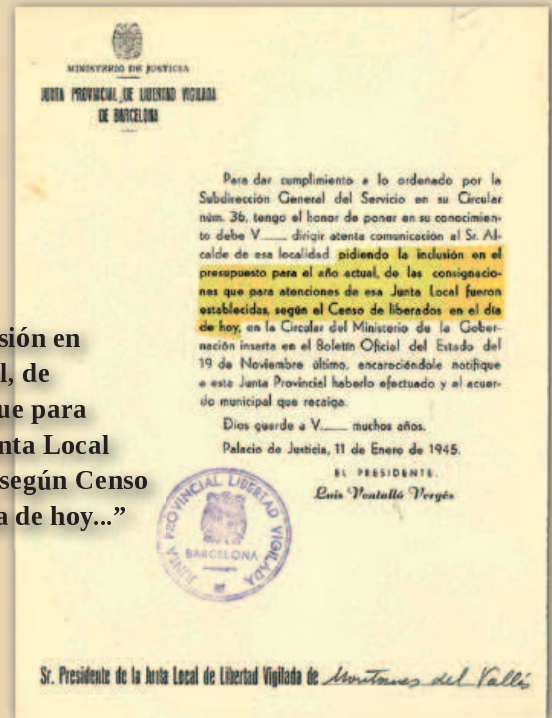 MINISTERIO DE JUSTICIA
JUNTA PROVINCIAL DE LIBERTAD VIGILADA
DE BARCELONA
Para dar cumplimiento a lo ordenado por la
Subdirección General del Servicio en su Circular
núm. 36, tengo el honor de poner en su conocimien-
to debe V____ dirigir atenta comunicación al Sr. Al-
calde de esa localidad pidiendo la inclusión en el
presupuesto para el año actual, de las consignacio-
nes que para atenciones de esa Junta Local fueron
establecidas, según el Censo de liberados en el día
de hoy, en la Circular del Ministerio de la Gober-
nación inserta en el Boletín Oficial del Estado del
19 de Noviembre último, encareciéndole notifique
a esta Junta Provincial haberlo efectuado y el acuer-
do municipal que recaiga.
Dios guarde a V____ muchos años.
Palacio de Justicia, 11 de Enero de 1945.
EL PRESIDENTE,
Luis Ventalló Vergés
sión en
l, de
ue para
nta Local
según Censo
a de hoy...”
JUNTA PROVINCIAL LIBERTAD VIGILADA
BARCELONA
Sr. Presidente de la Junta Local de Libertad Vigilada de Montornes del Vallés